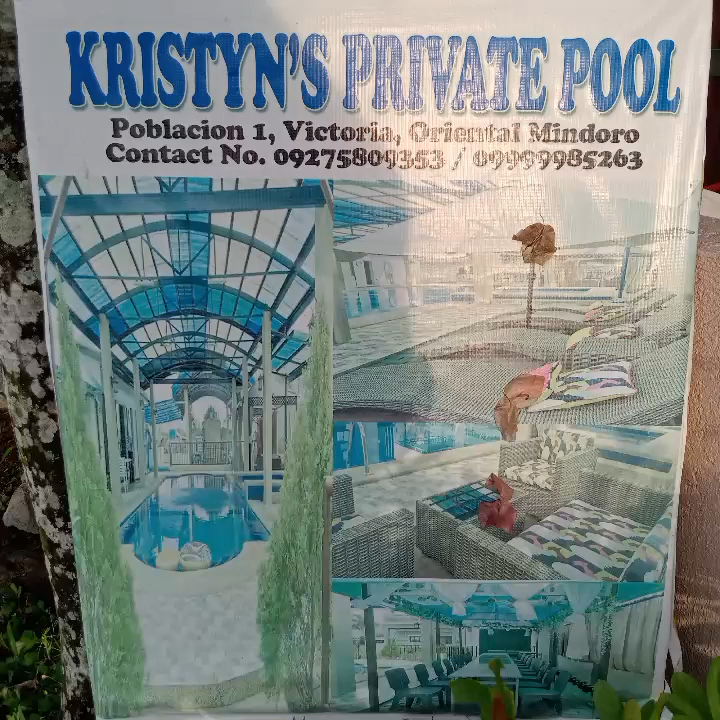 KRISTYN'S PRIVATE POOL
Poblacion 1, Victoria, Oriental Mindoro
Contact No. 09275809353 / 09999985263